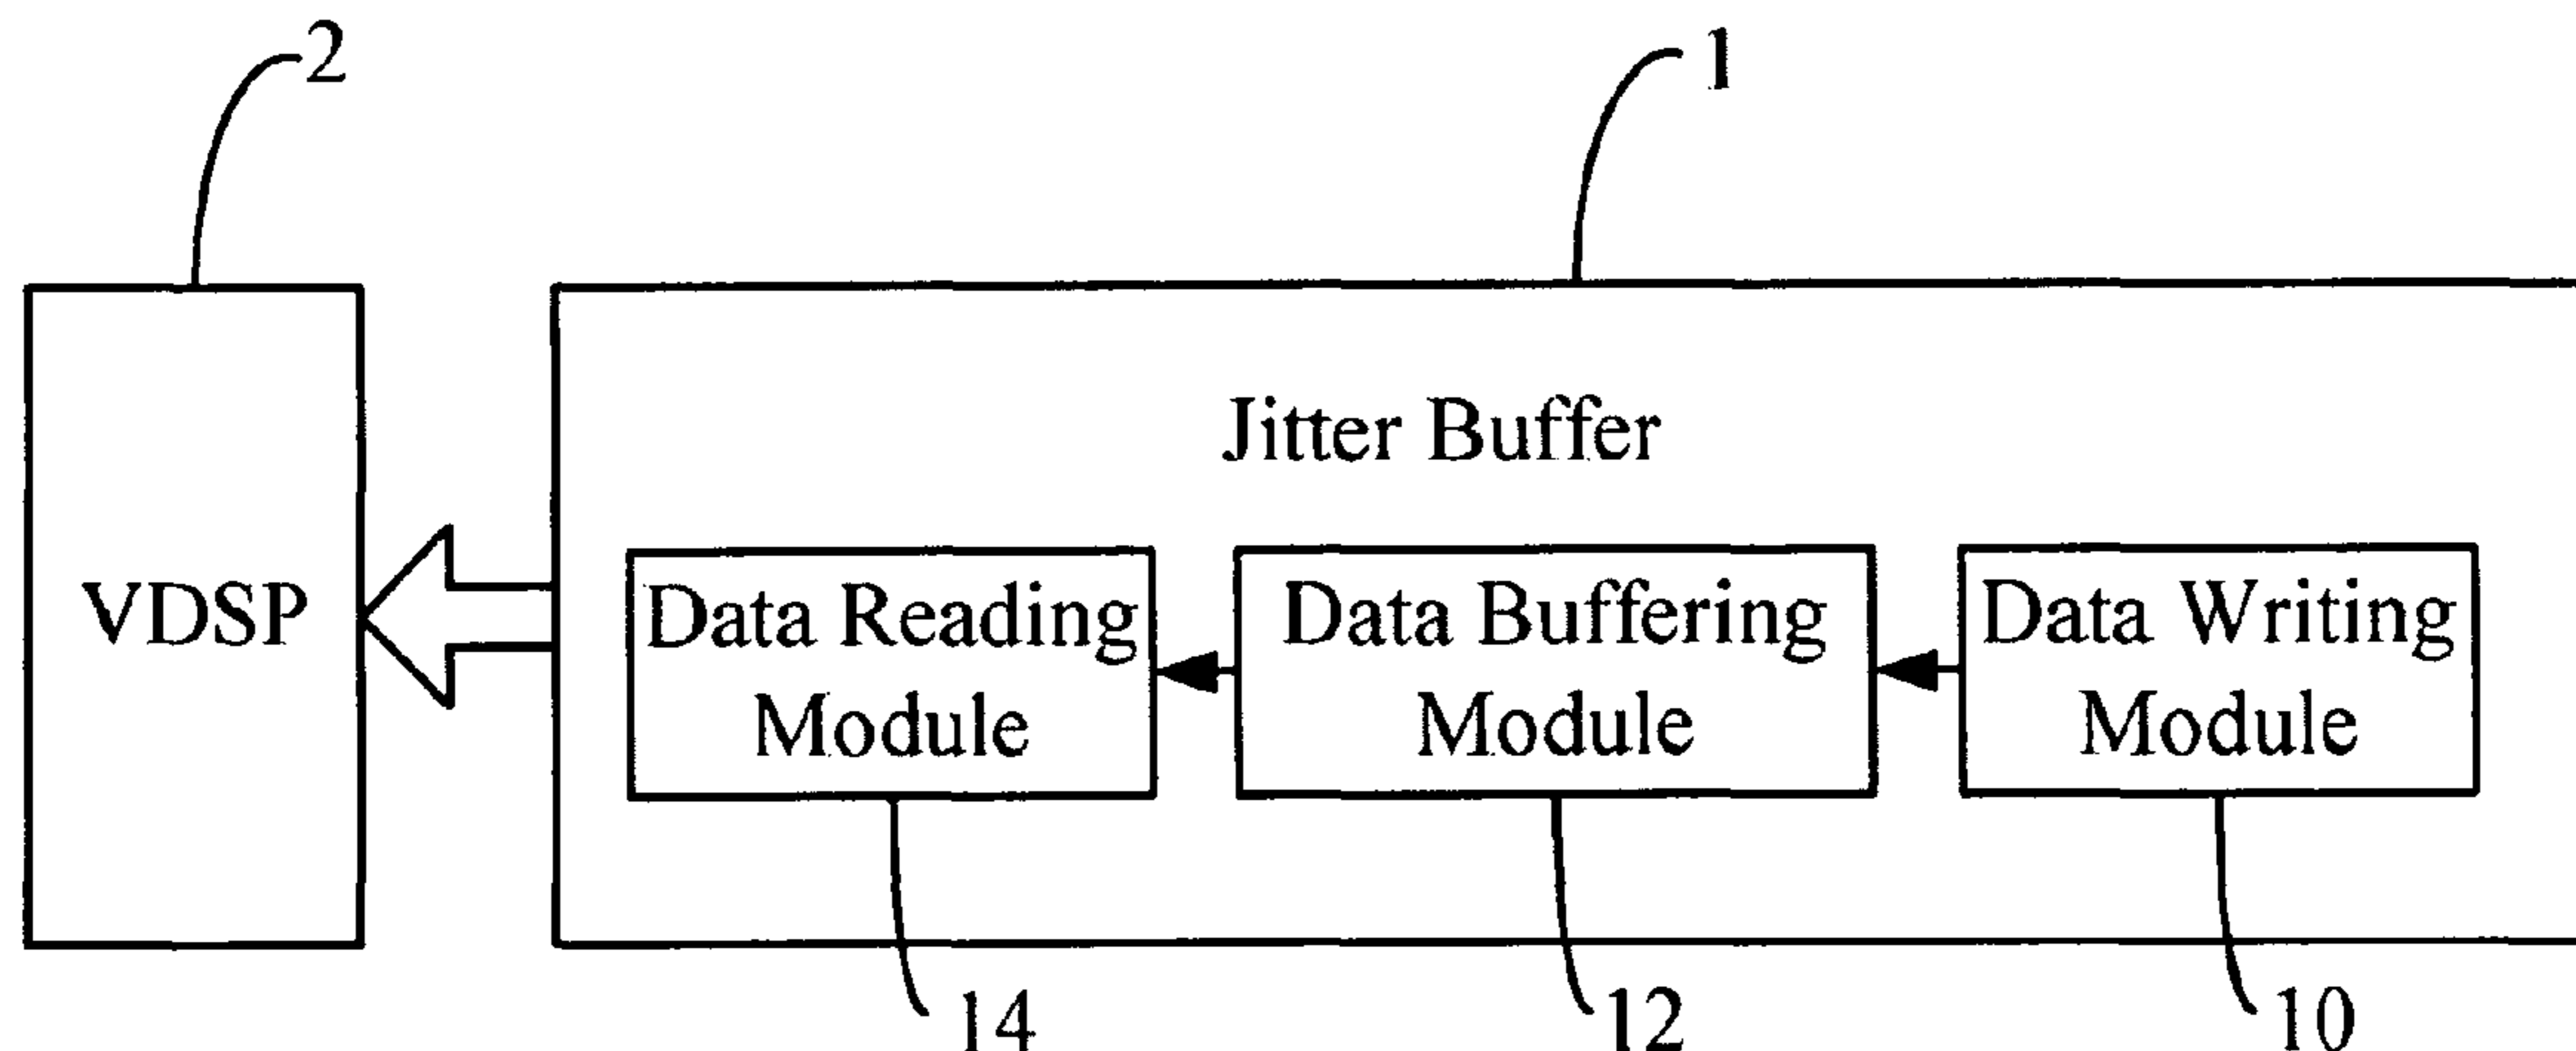 2
1
Jitter Buffer
VDSP
Data Reading
Module
Data Buffering
Module
Data Writing
Module
14
12
10